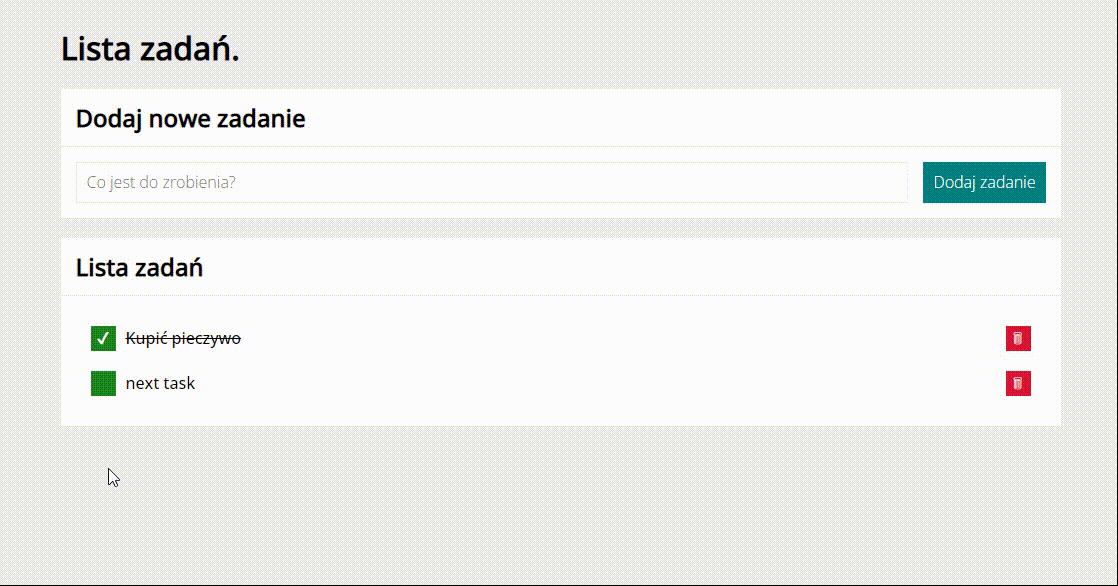 Lista zadań.
Dodaj nowe zadanie
Co jest do zrobienia?
Dodaj zadanie
Lista zadań
Kupić pieczywo
next task